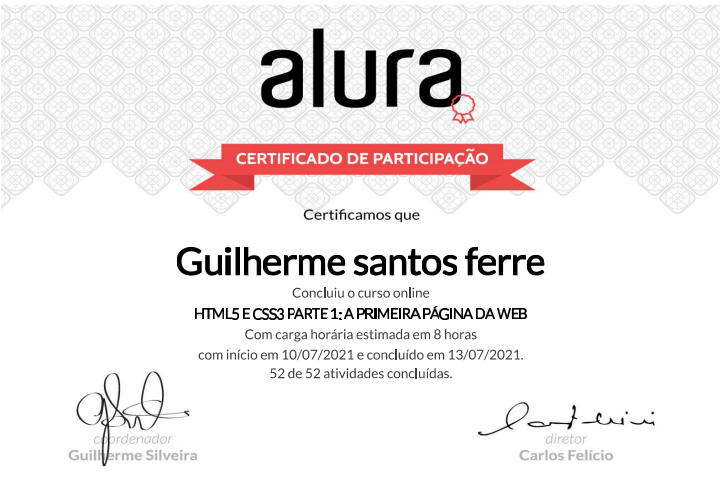 alura
CERTIFICADO DE PARTICIPAÇÃO
Certificamos que
Guilherme santos ferre
Concluiu o curso online
HTML5 E CSS3 PARTE 1: A PRIMEIRA PÁGINA DA WEB
Com carga horária estimada em 8 horas
com início em 10/07/2021 e concluído em 13/07/2021.
52 de 52 atividades concluídas.
coordenador
Guilherme Silveira
diretor
Carlos Felício